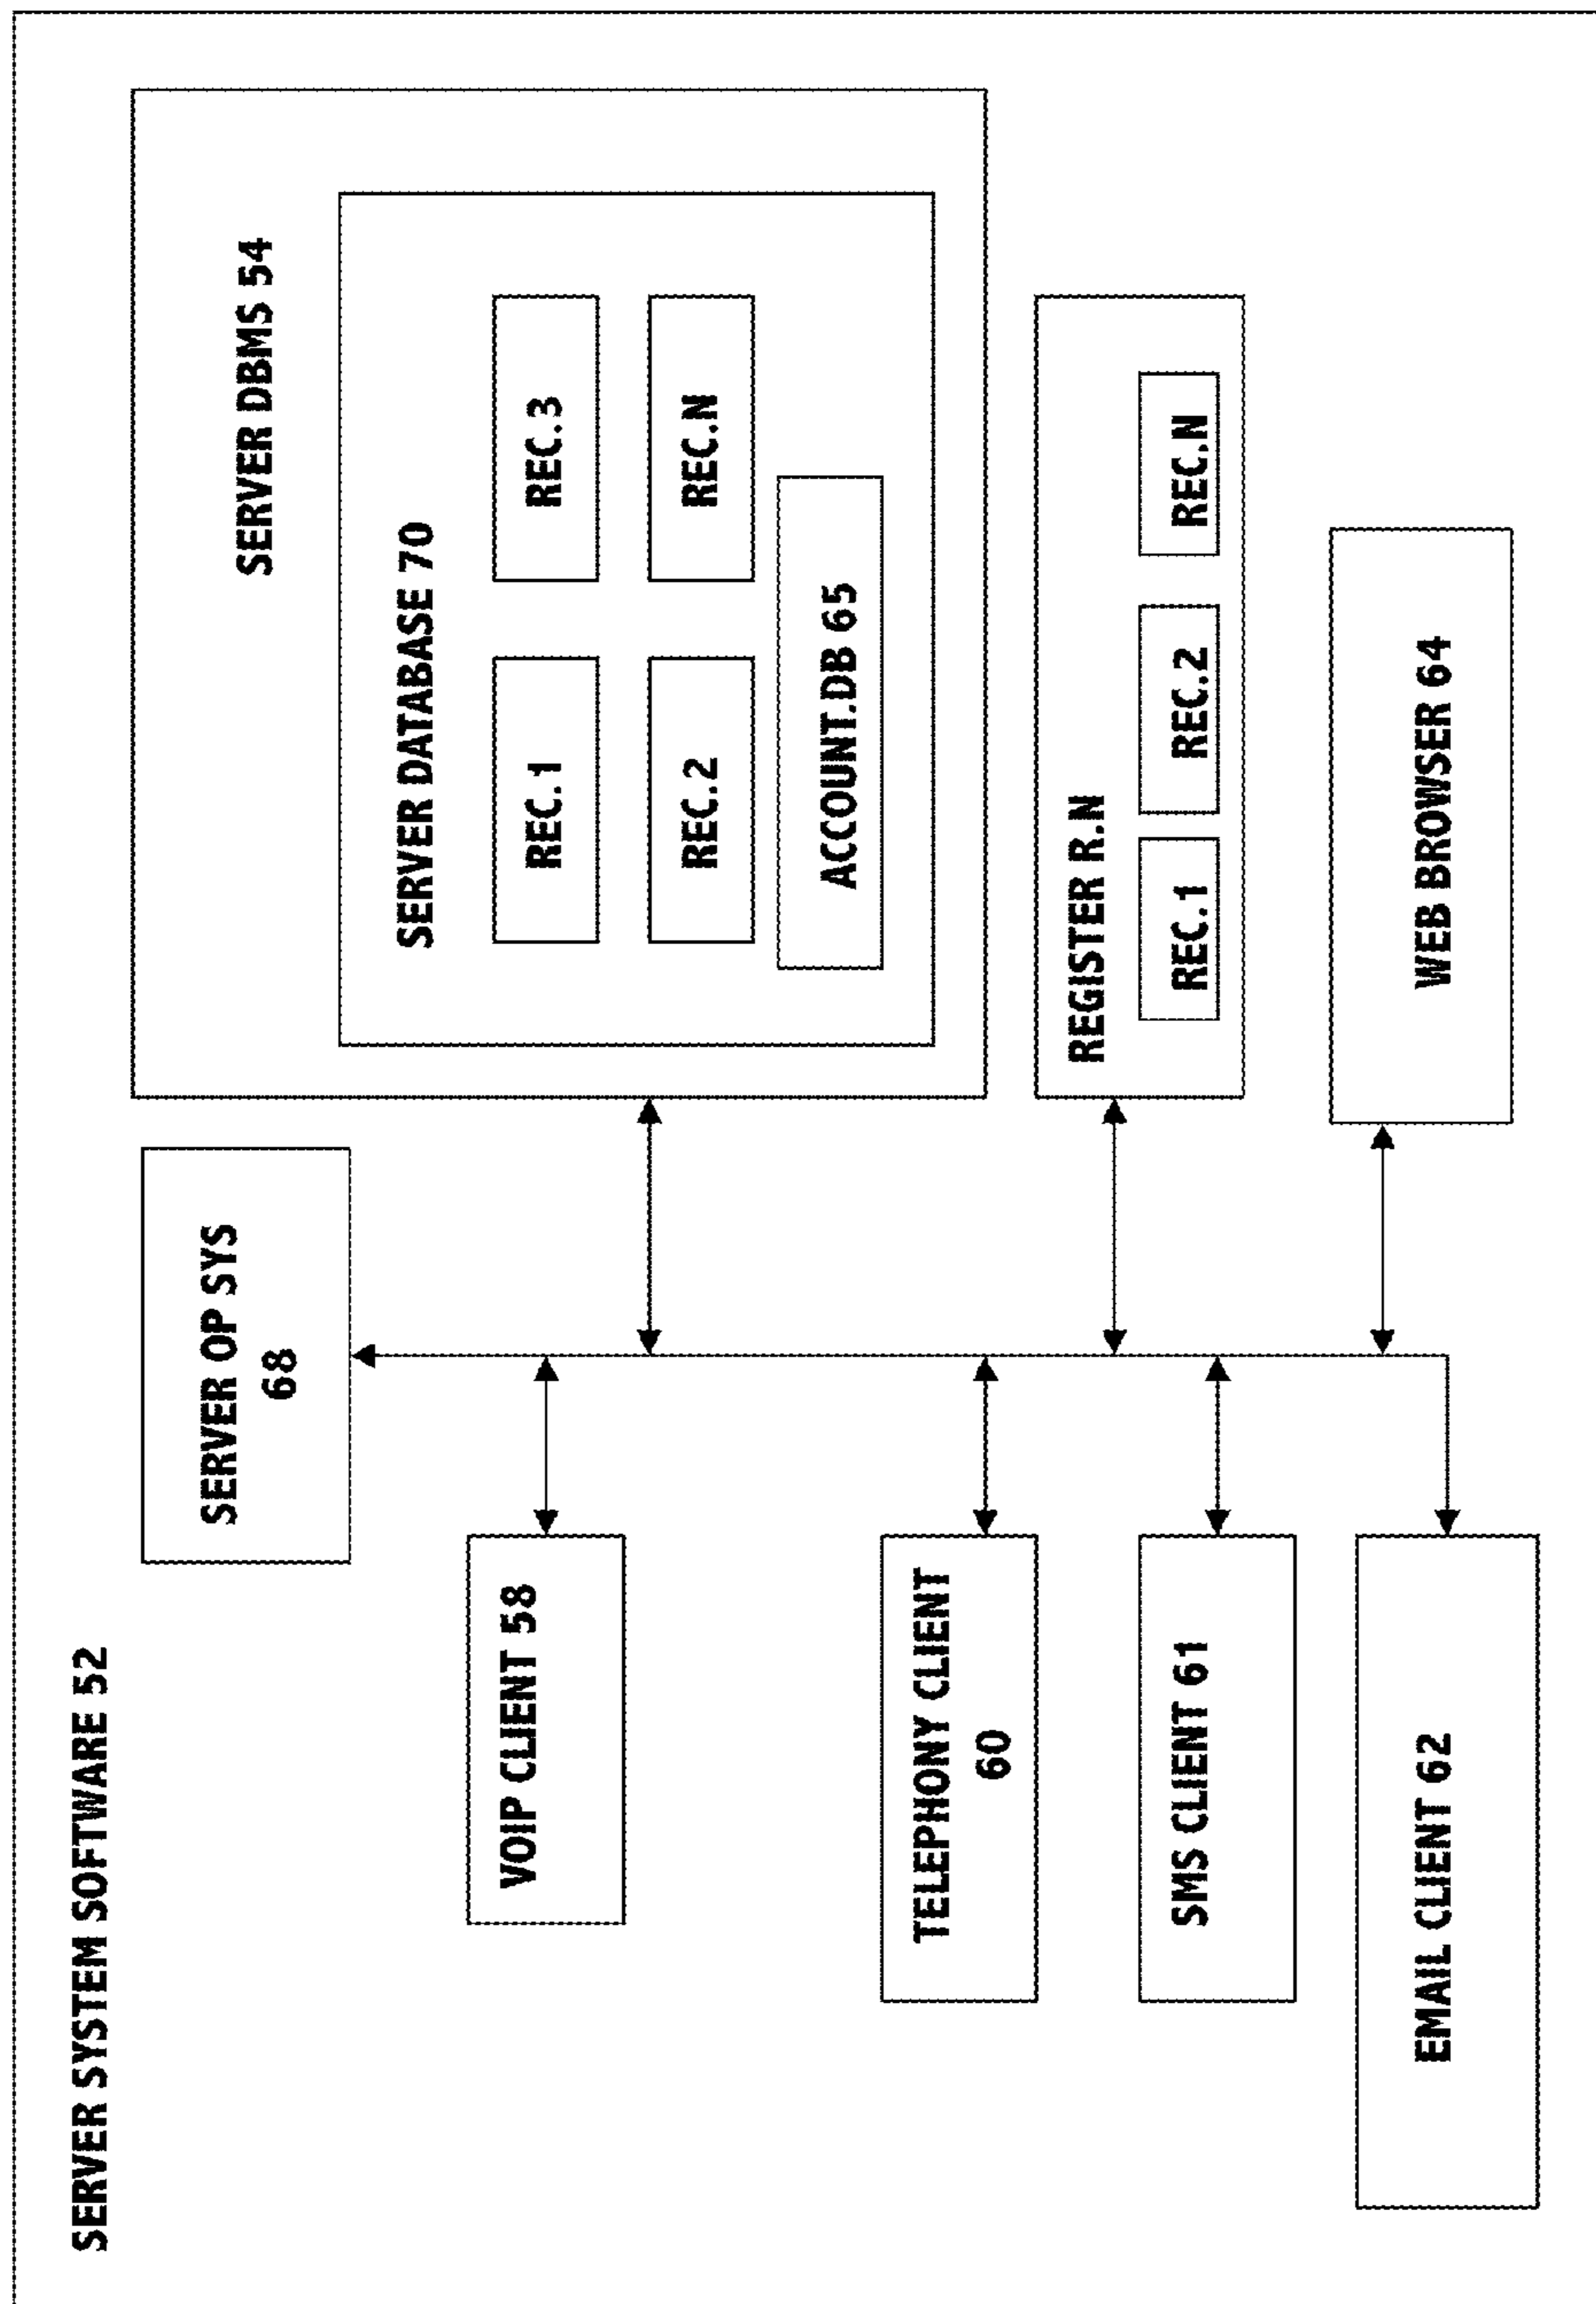 SERVER SYSTEM SOFTWARE 52
SERVER OP SYS
68
SERVER DBMS 54
SERVER DATABASE 70
REC.1
REC.3
REC.2
REC.N
ACCOUNT.DB 65
VOIP CLIENT 58
TELEPHONY CLIENT
60
REGISTER R.N
REC.1
REC.2
REC.N
SMS CLIENT 61
EMAIL CLIENT 62
WEB BROWSER 64